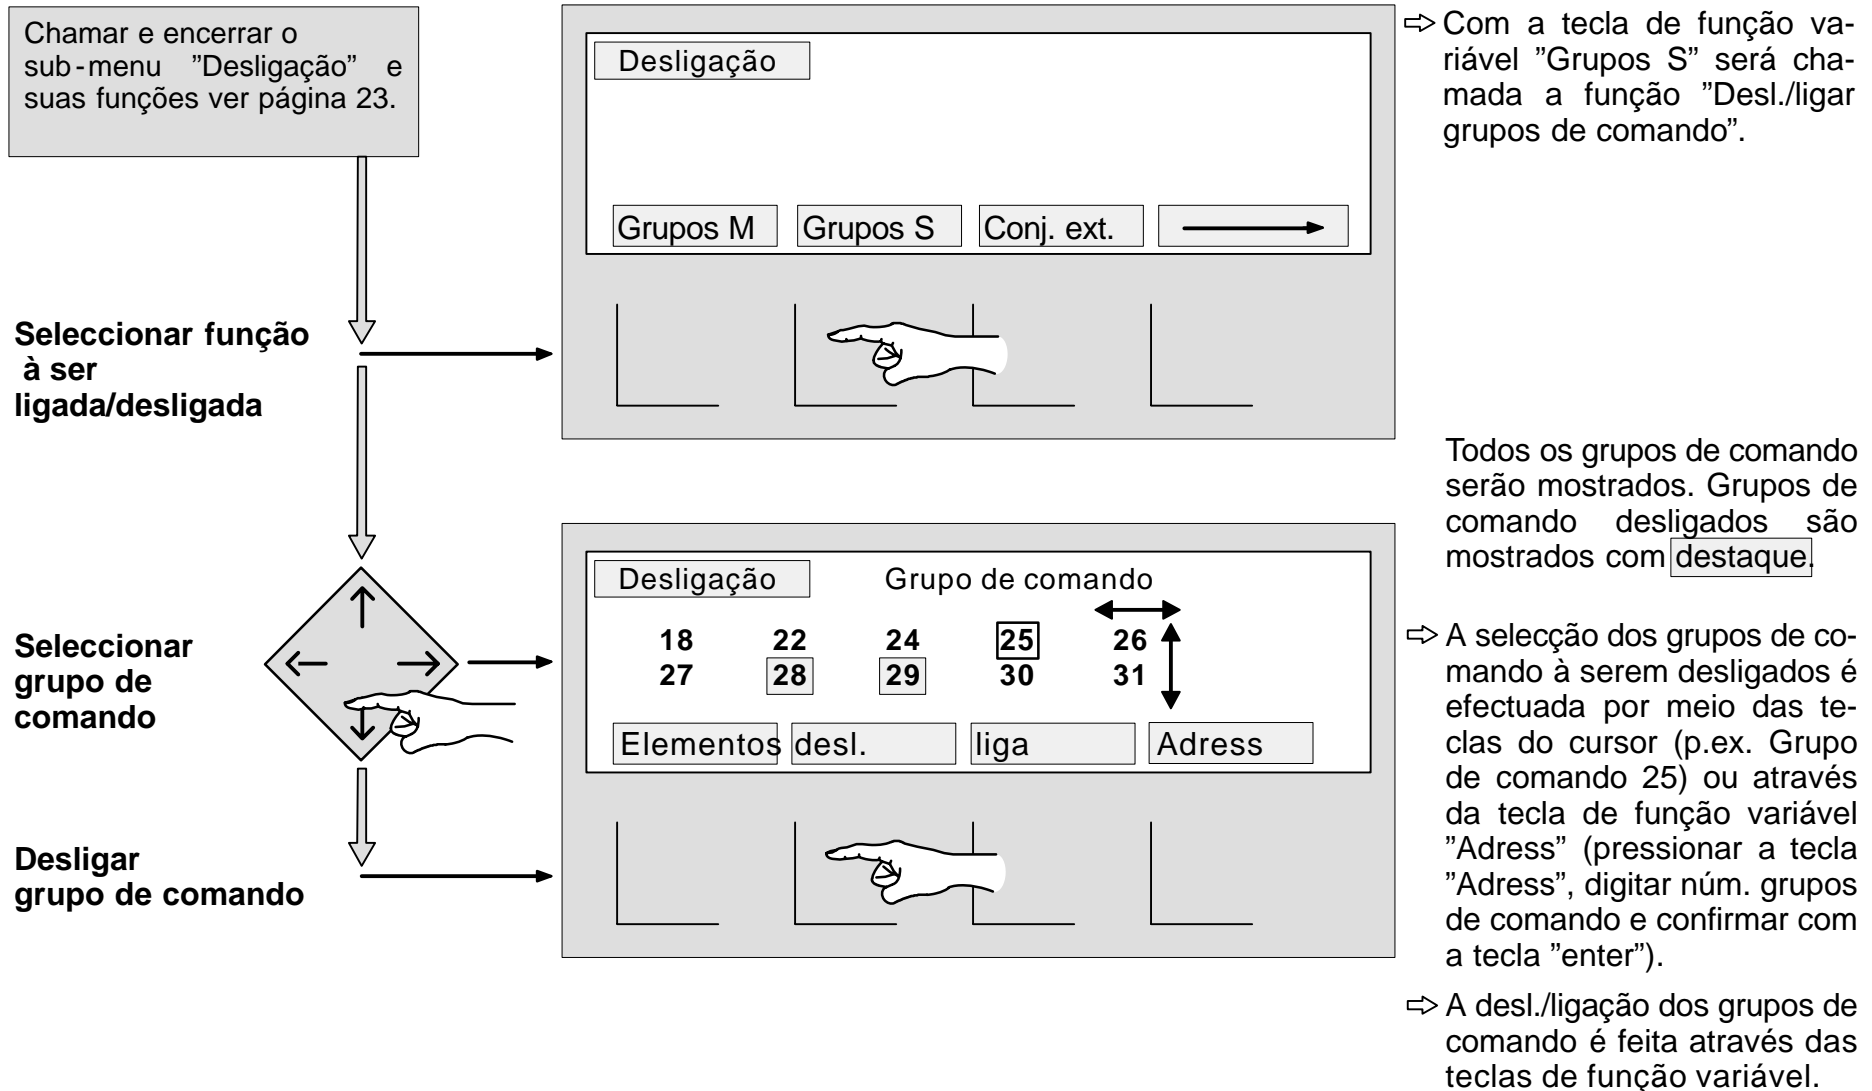 Chamar e encerrar o
sub-menu ”Desligação” e
suas funções ver página 23.
Desligação
Grupos M Grupos S Conj. ext.
⇨ Com a tecla de função va-
riável ”Grupos S” será cha-
mada a função ”Desl./ligar
grupos de comando”.
Seleccionar função
à ser
ligada/desligada
Todos os grupos de comando
serão mostrados. Grupos de
comando desligados são
mostrados com destaque.
Seleccionar
grupo de
comando
Desligação Grupo de comando
18 22 24 25 26
27 28 29 30 31
Elementos desl. liga Adress
⇨ A selecção dos grupos de co-
mando à serem desligados é
efectuada por meio das te-
clas do cursor (p.ex. Grupo
de comando 25) ou através
da tecla de função variável
”Adress” (pressionar a tecla
”Adress”, digitar núm. grupos
de comando e confirmar com
a tecla ”enter”).
Desligar
grupo de comando
⇨ A desl./ligação dos grupos de
comando é feita através das
teclas de função variável.